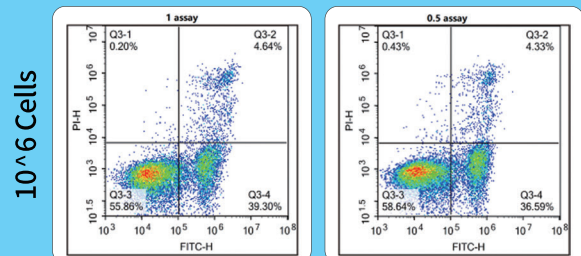 10^6 Cells
1 assay
Q3-1
0.20%
Q3-2
4.64%
Q3-3
55.86%
Q3-4
39.30%
PI-H
10^7
10^6
10^5
10^4
10^3
10^1.5
10^1.5 10^3 10^4 10^5 10^6 10^7 10^8
FITC-H
0.5 assay
Q3-1
0.43%
Q3-2
4.33%
Q3-3
58.64%
Q3-4
36.59%
PI-H
10^7
10^6
10^5
10^4
10^3
10^1.5
10^3 10^4 10^5 10^6 10^7 10^8
FITC-H